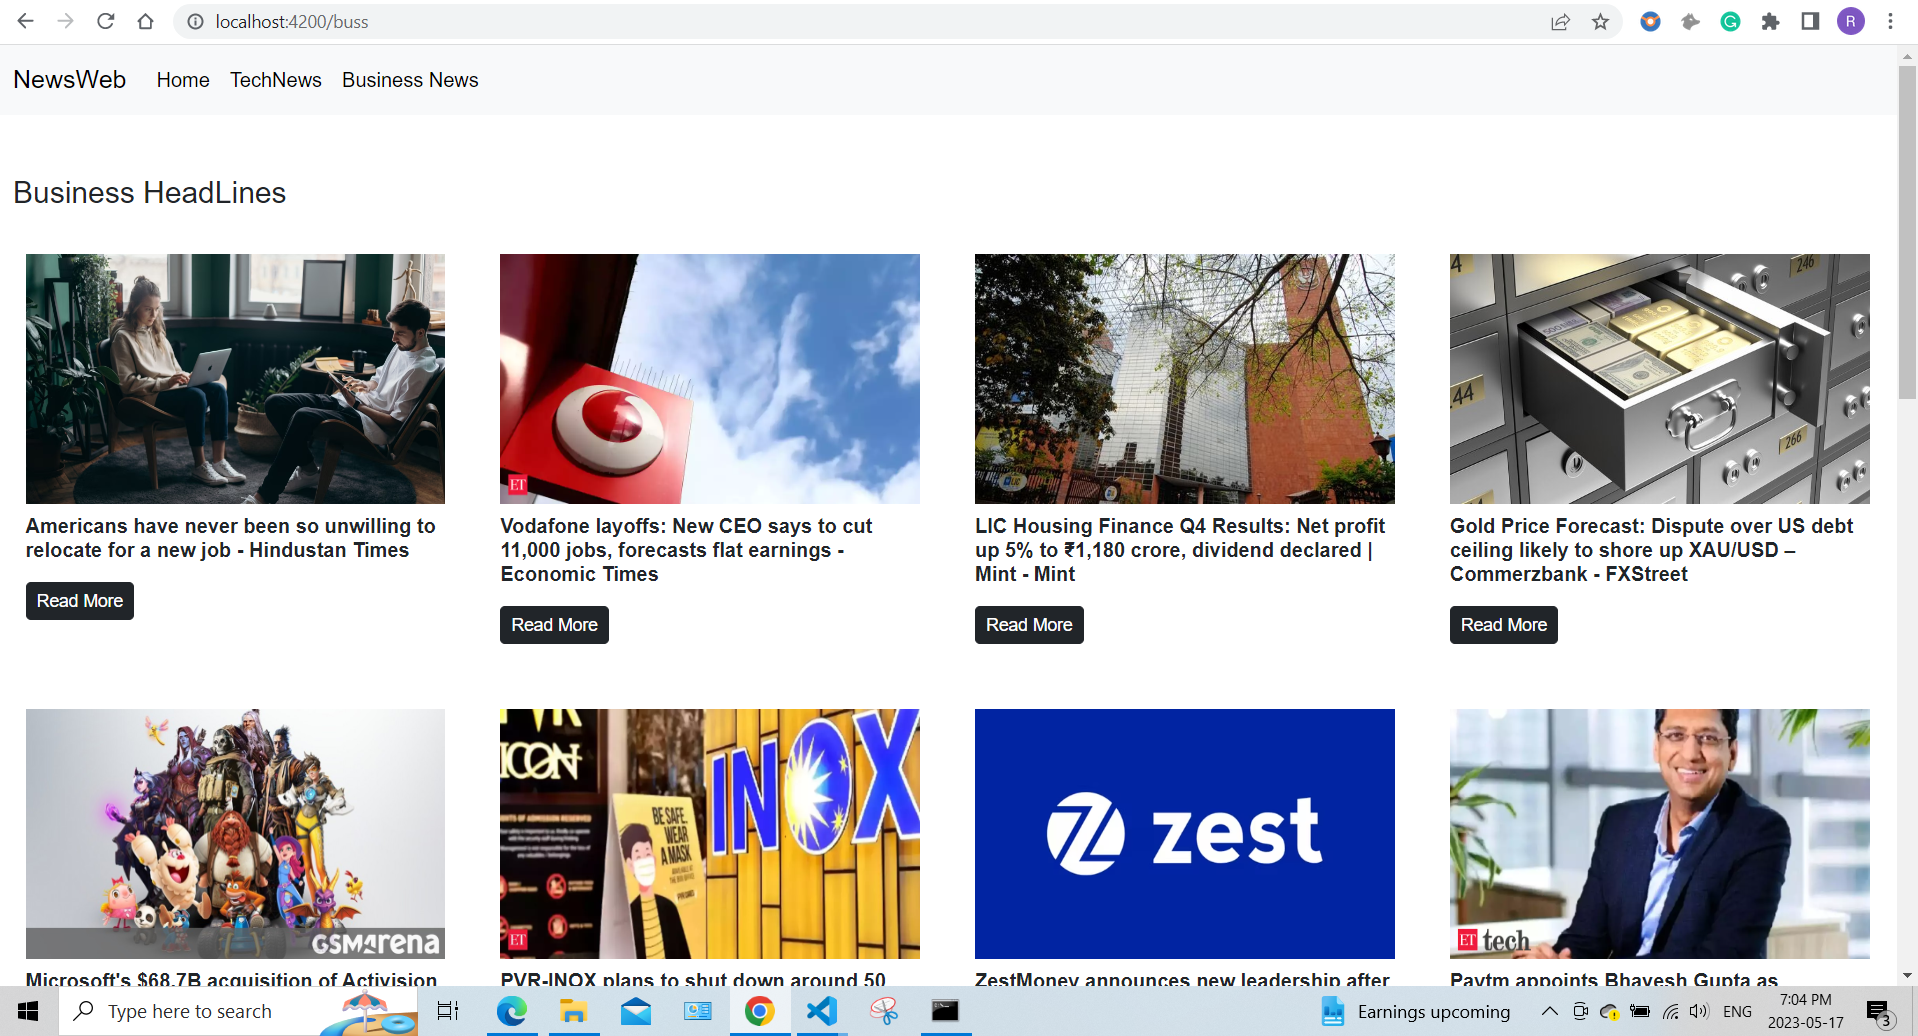 localhost:4200/buss
R
NewsWeb Home TechNews Business News
Business HeadLines
ET
4
246
44
266
Americans have never been so unwilling to
relocate for a new job - Hindustan Times
Read More
Vodafone layoffs: New CEO says to cut
11,000 jobs, forecasts flat earnings -
Economic Times
Read More
LIC Housing Finance Q4 Results: Net profit
up 5% to ₹1,180 crore, dividend declared |
Mint - Mint
Read More
Gold Price Forecast: Dispute over US debt
ceiling likely to shore up XAU/USD –
Commerzbank - FXStreet
Read More
GSMArena
PVR
ICON
INOX
BE SAFE.
WEAR
A MASK
ET
zest
ET tech
Microsoft's $68.7B acquisition of Activision
PVR-INOX plans to shut down around 50
ZestMoney announces new leadership after
Paytm appoints Bhavesh Gupta as
Type here to search
Earnings upcoming
ENG
7:04 PM
2023-05-17
3